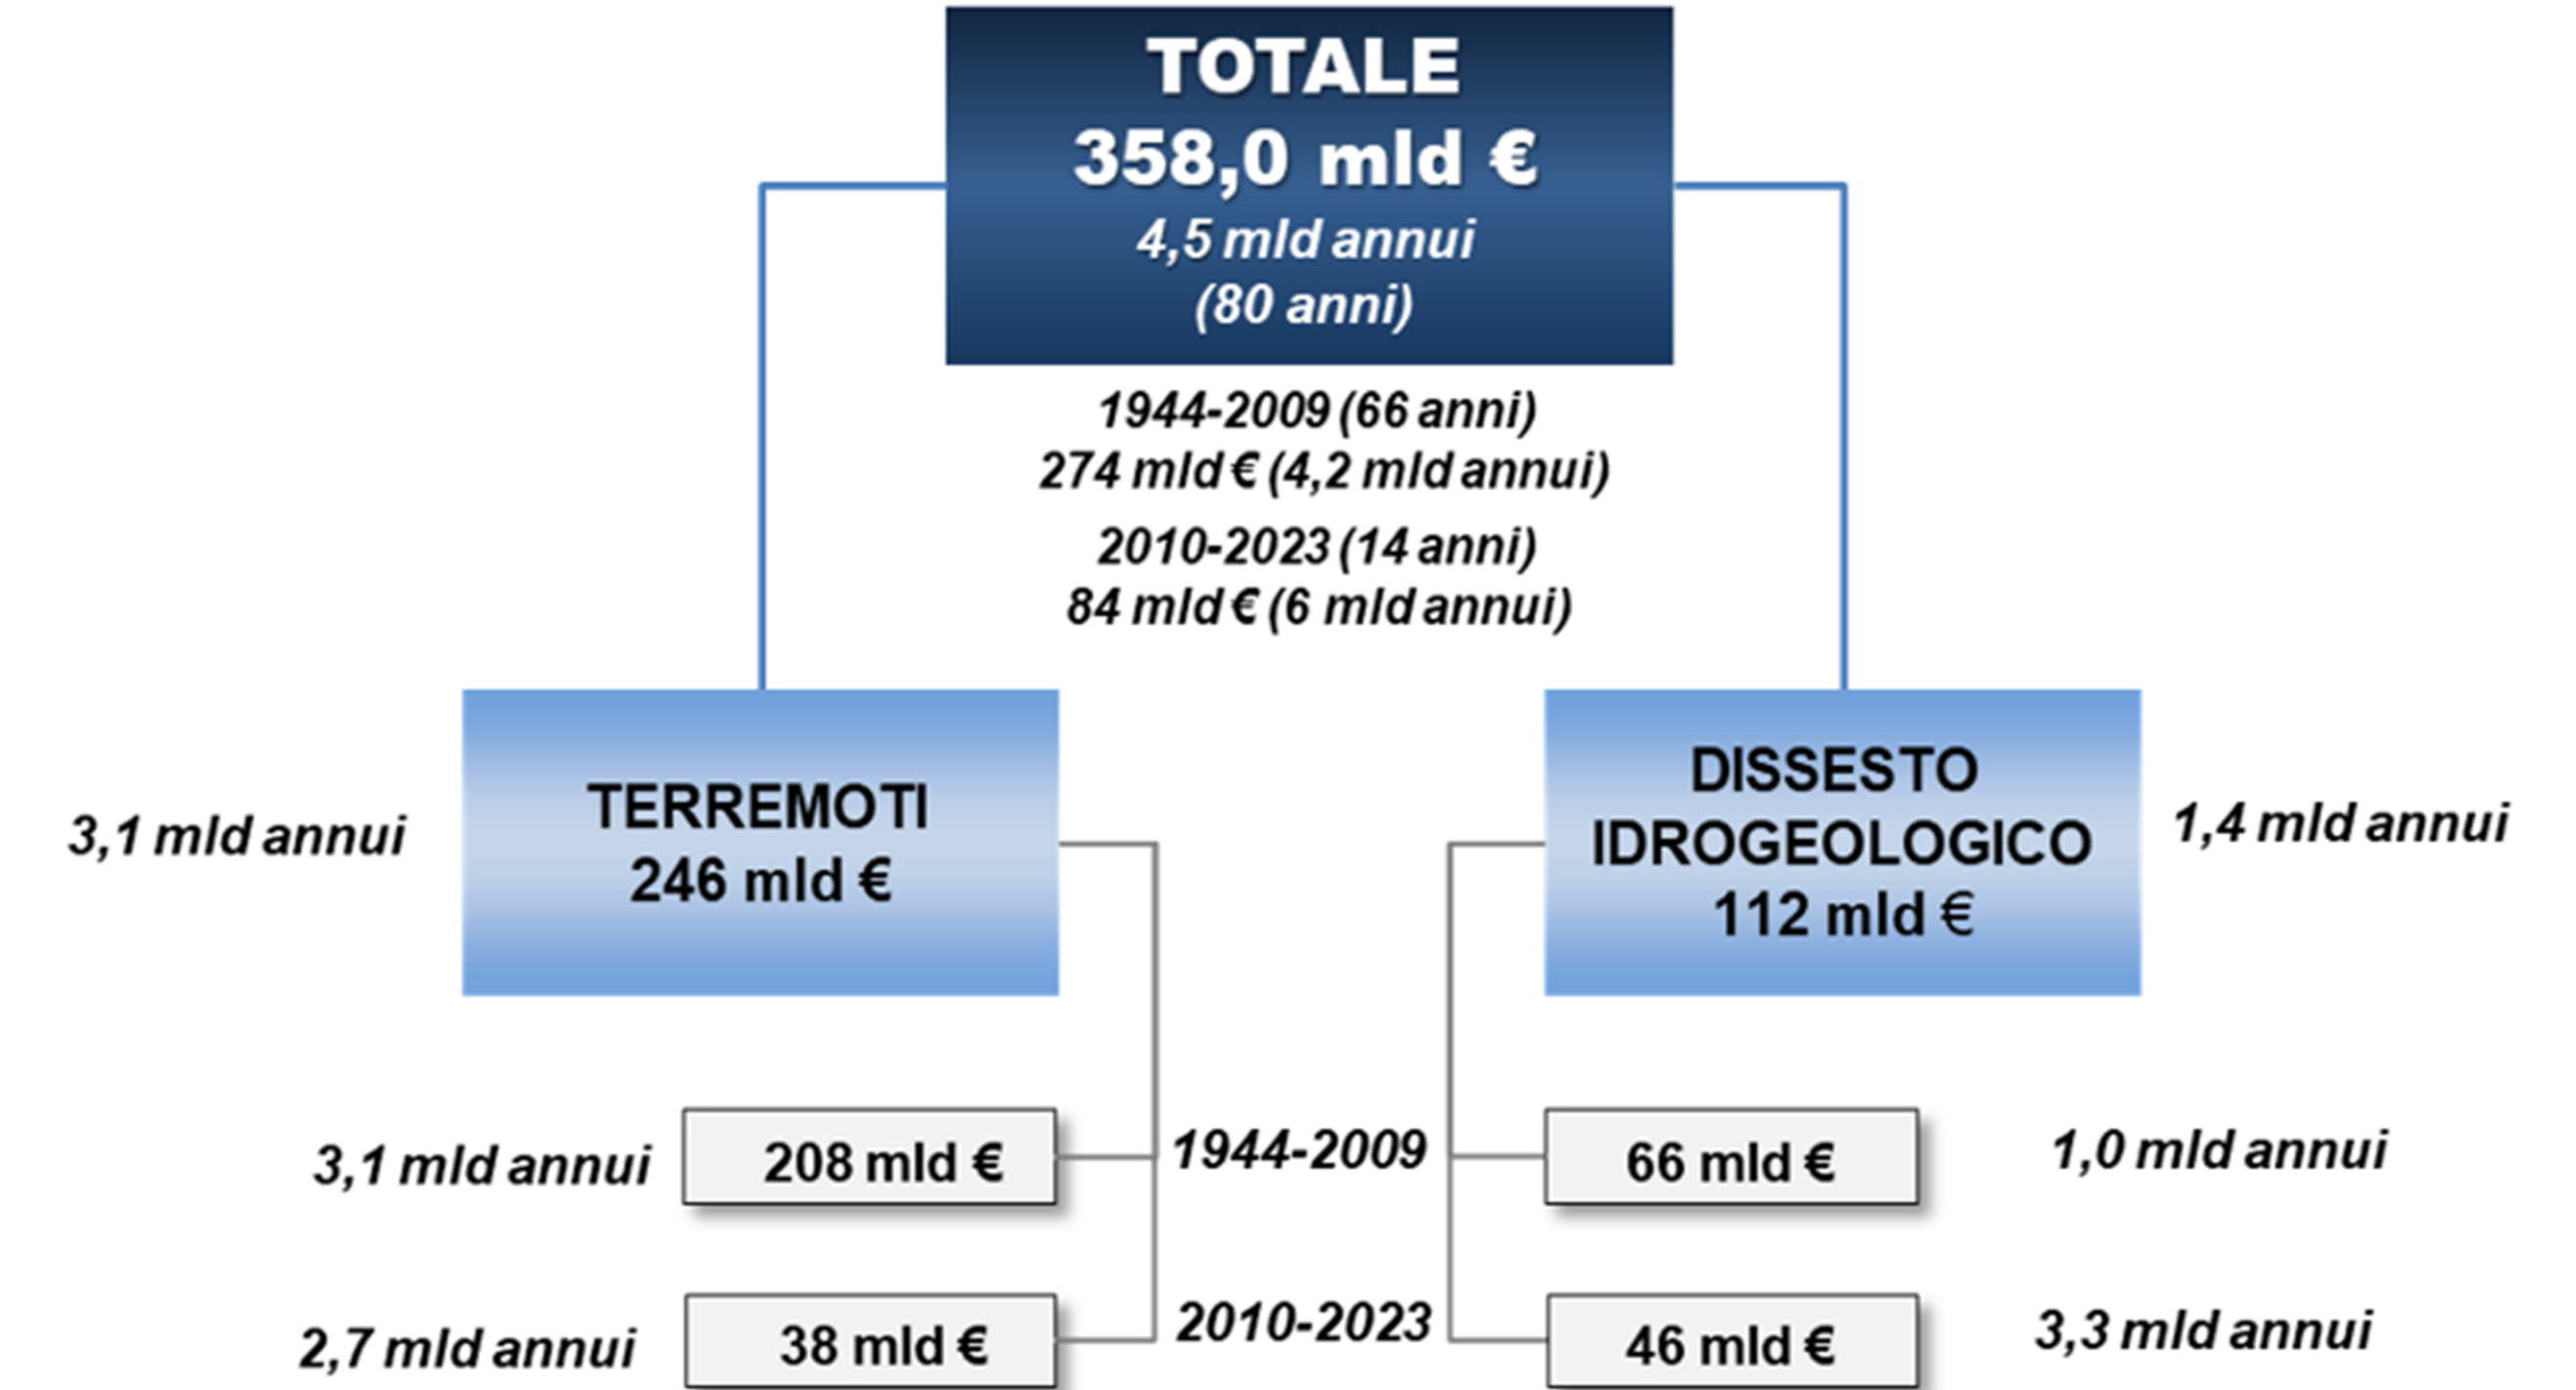 TOTALE
358,0 mld €
4,5 mld annui
(80 anni)
1944-2009 (66 anni)
274 mld € (4,2 mld annui)
2010-2023 (14 anni)
84 mld € (6 mld annui)
3,1 mld annui
TERREMOTI
246 mld €
DISSESTO
IDROGEOLOGICO
112 mld €
1,4 mld annui
3,1 mld annui
208 mld €
1944-2009
66 mld €
1,0 mld annui
2,7 mld annui
38 mld €
2010-2023
46 mld €
3,3 mld annui